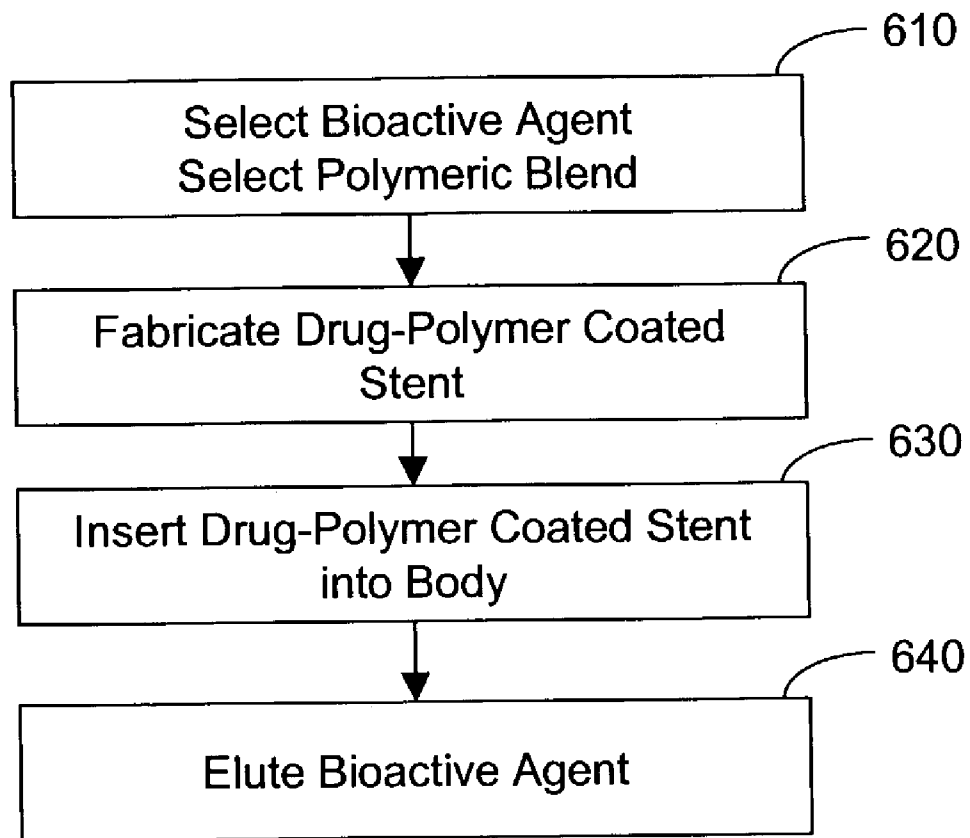 610
Select Bioactive Agent
Select Polymeric Blend
620
Fabricate Drug-Polymer Coated
Stent
630
Insert Drug-Polymer Coated Stent
into Body
640
Elute Bioactive Agent